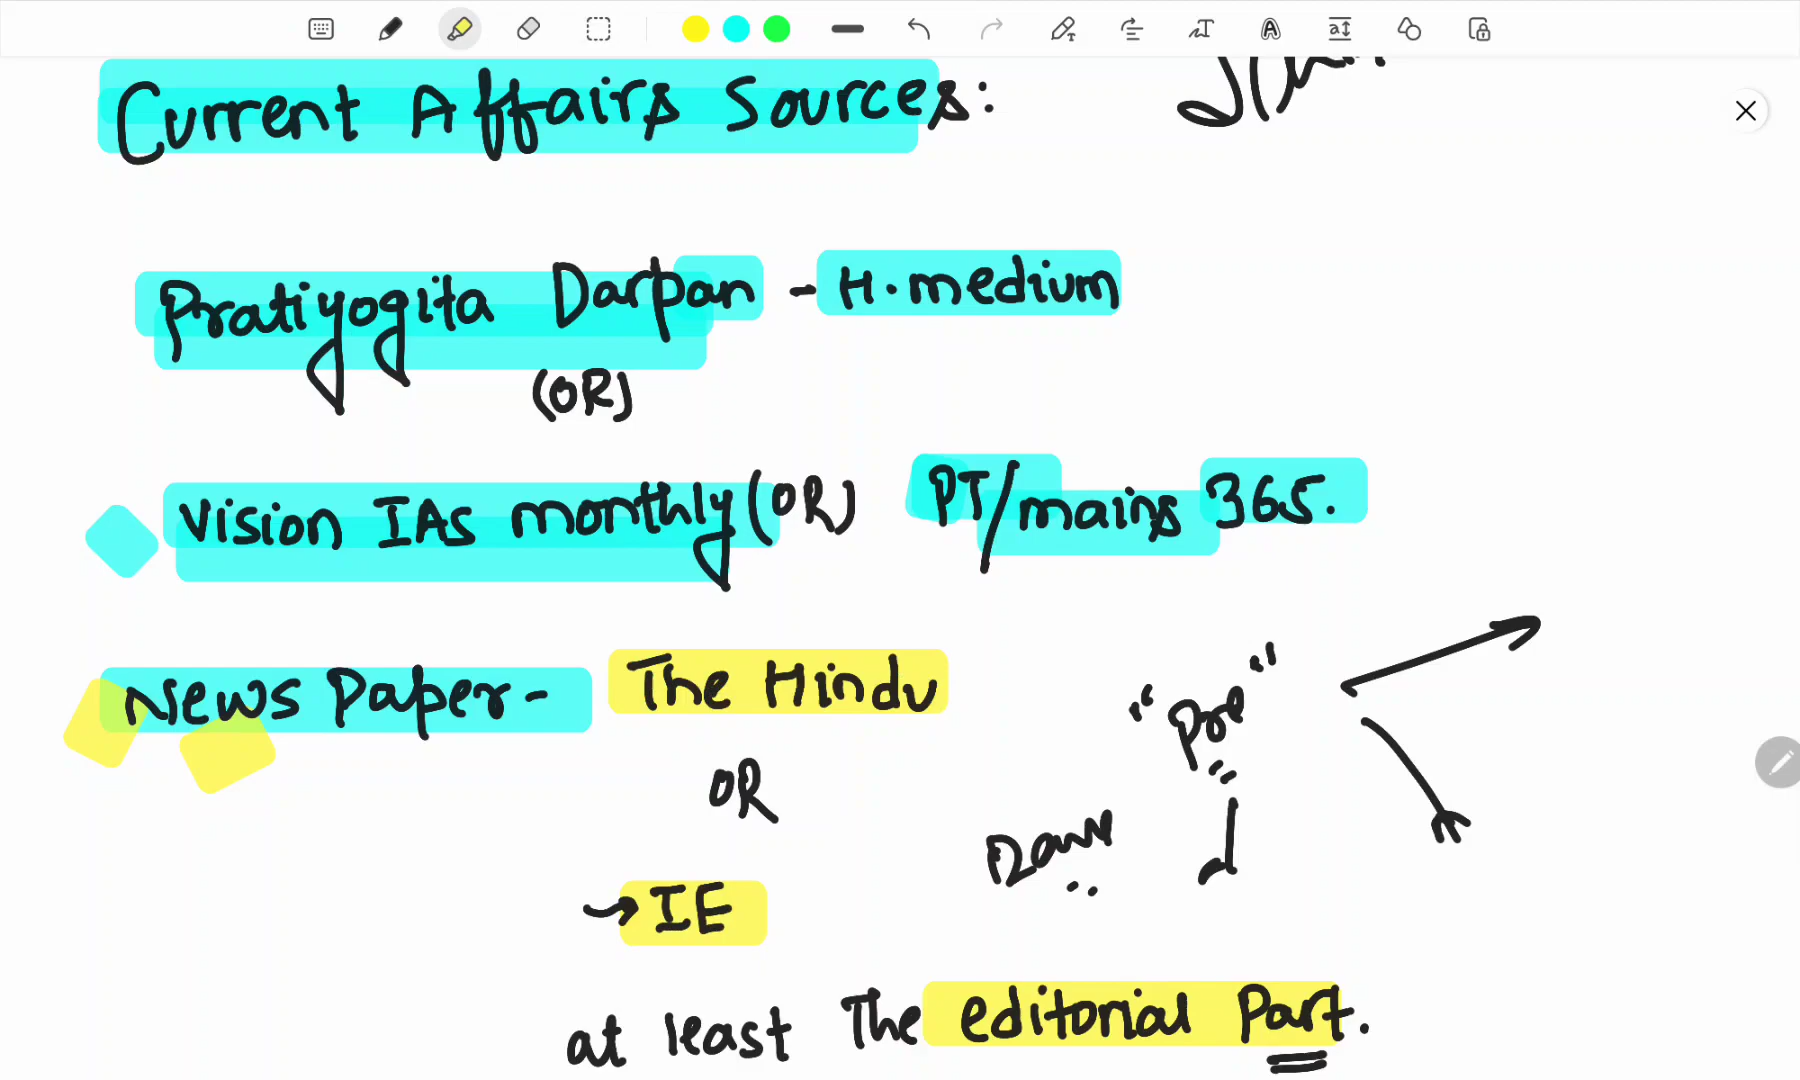 Current Affairs Sources:
Pratiyogita Darpan - H. medium
(OR)
Vision IAs monthly (OR) PT/mains 365.
News Paper - The Hindu
"Pre"
OR
→ IE
at least The editorial Part.